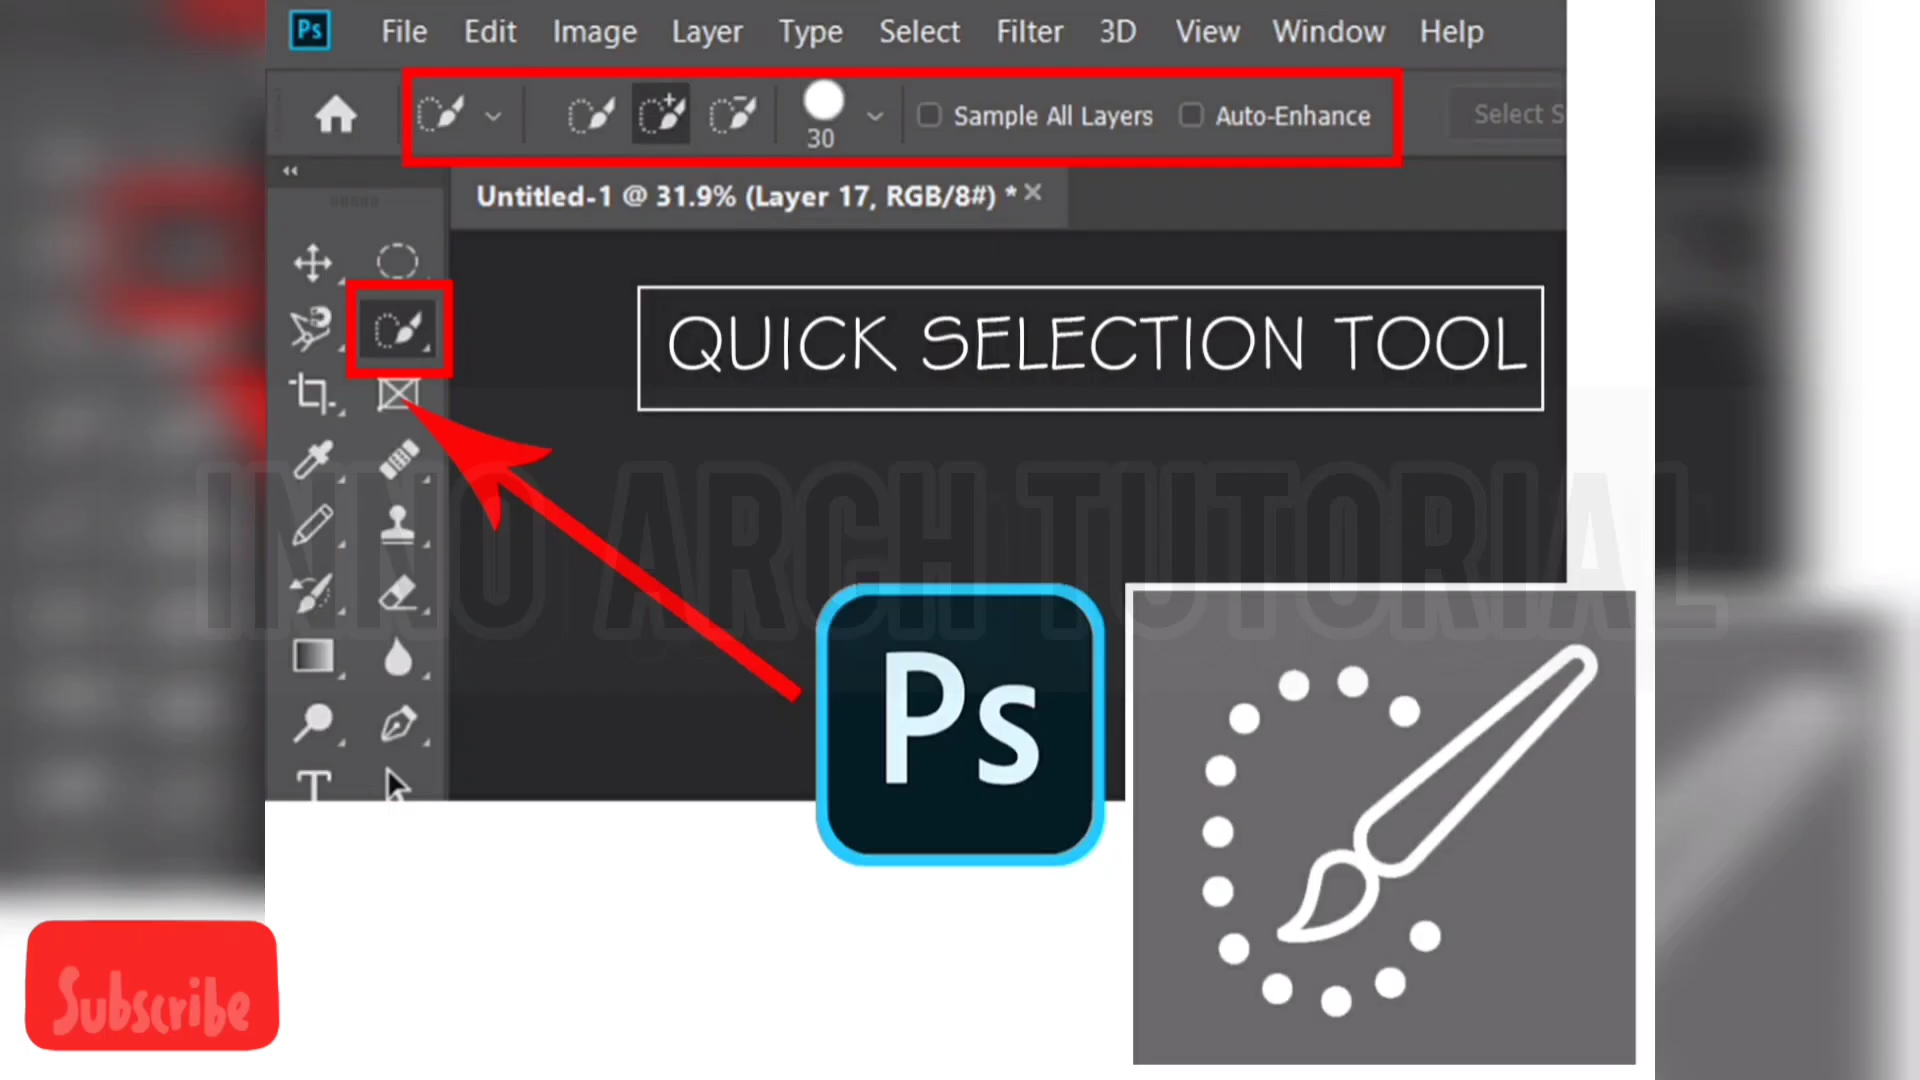 Ps File Edit Image Layer Type Select Filter 3D View Window Help
30 Sample All Layers Auto-Enhance Select S
Untitled-1 @ 31.9% (Layer 17, RGB/8#) *
QUICK SELECTION TOOL
INNO ARCH TUTORIAL
T
Ps
Subscribe